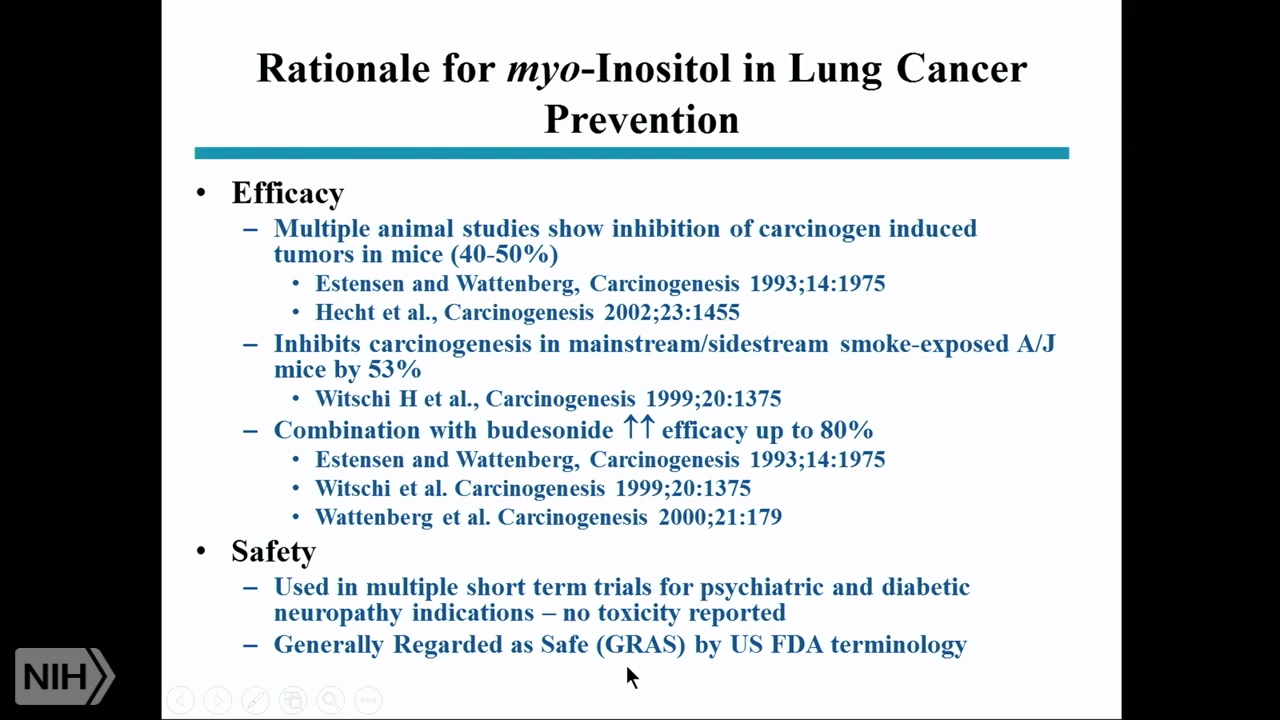 Rationale for myo-Inositol in Lung Cancer
Prevention
• Efficacy
– Multiple animal studies show inhibition of carcinogen induced
tumors in mice (40-50%)
• Estensen and Wattenberg, Carcinogenesis 1993;14:1975
• Hecht et al., Carcinogenesis 2002;23:1455
– Inhibits carcinogenesis in mainstream/sidestream smoke-exposed A/J
mice by 53%
• Witschi H et al., Carcinogenesis 1999;20:1375
– Combination with budesonide ↑↑ efficacy up to 80%
• Estensen and Wattenberg, Carcinogenesis 1993;14:1975
• Witschi et al. Carcinogenesis 1999;20:1375
• Wattenberg et al. Carcinogenesis 2000;21:179
• Safety
– Used in multiple short term trials for psychiatric and diabetic
neuropathy indications – no toxicity reported
– Generally Regarded as Safe (GRAS) by US FDA terminology
NIH